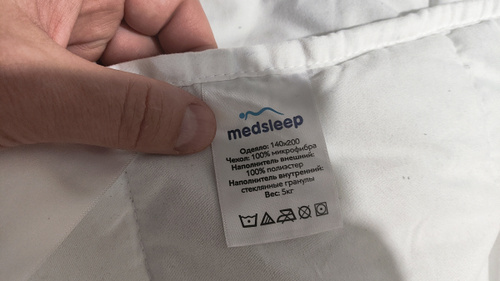 medsleep
Одеяло: 140х200
Чехол: 100% микрофибра
Наполнитель внешний:
100% полиэстер
Наполнитель внутренний:
стеклянные гранулы
Вес: 5кг